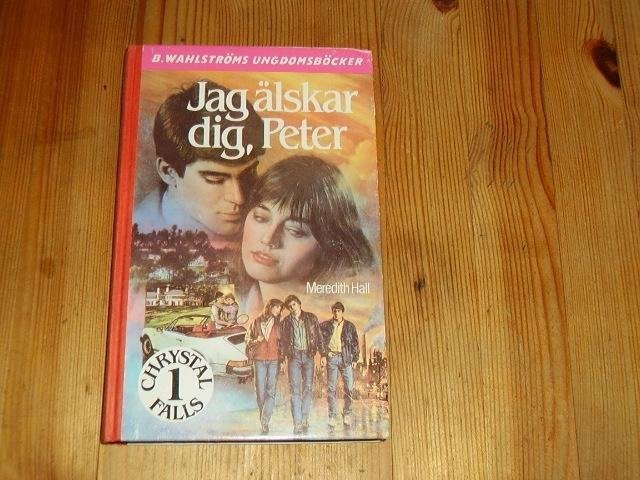 B.WAHLSTRÖMS UNGDOMSBÖCKER
Jag älskar
dig, Peter
Meredith Hall
CHRYSTAL
1
FALLS